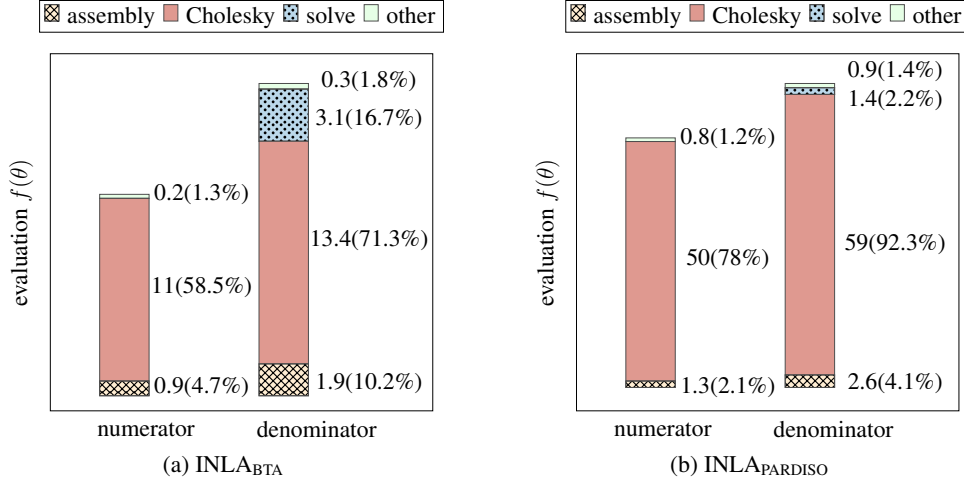 assembly Cholesky solve other
evaluation f(θ)
0.3(1.8%)
3.1(16.7%)
0.2(1.3%)
13.4(71.3%)
11(58.5%)
0.9(4.7%)
1.9(10.2%)
numerator denominator
(a) INLA_BTA
assembly Cholesky solve other
evaluation f(θ)
0.9(1.4%)
1.4(2.2%)
0.8(1.2%)
59(92.3%)
50(78%)
1.3(2.1%)
2.6(4.1%)
numerator denominator
(b) INLA_PARDISO